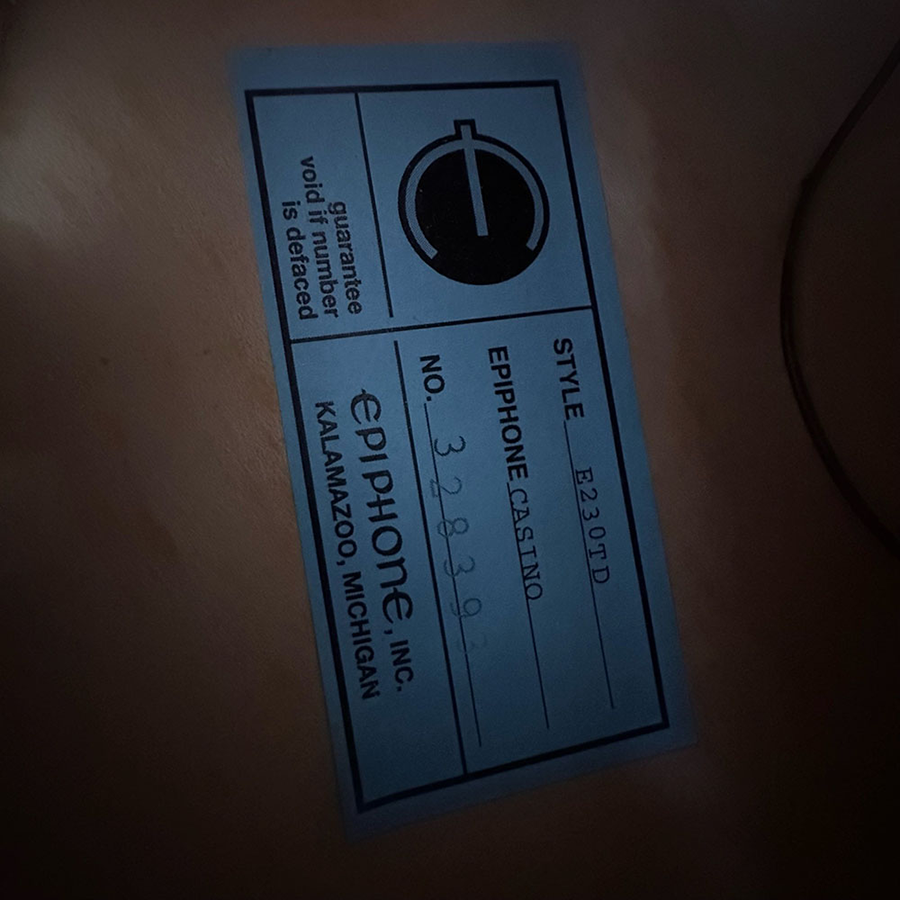 STYLE E230TD
EPIPHONE CASINO
NO. 328393
guarantee
void if number
is defaced
EPIPHONE, INC.
KALAMAZOO, MICHIGAN